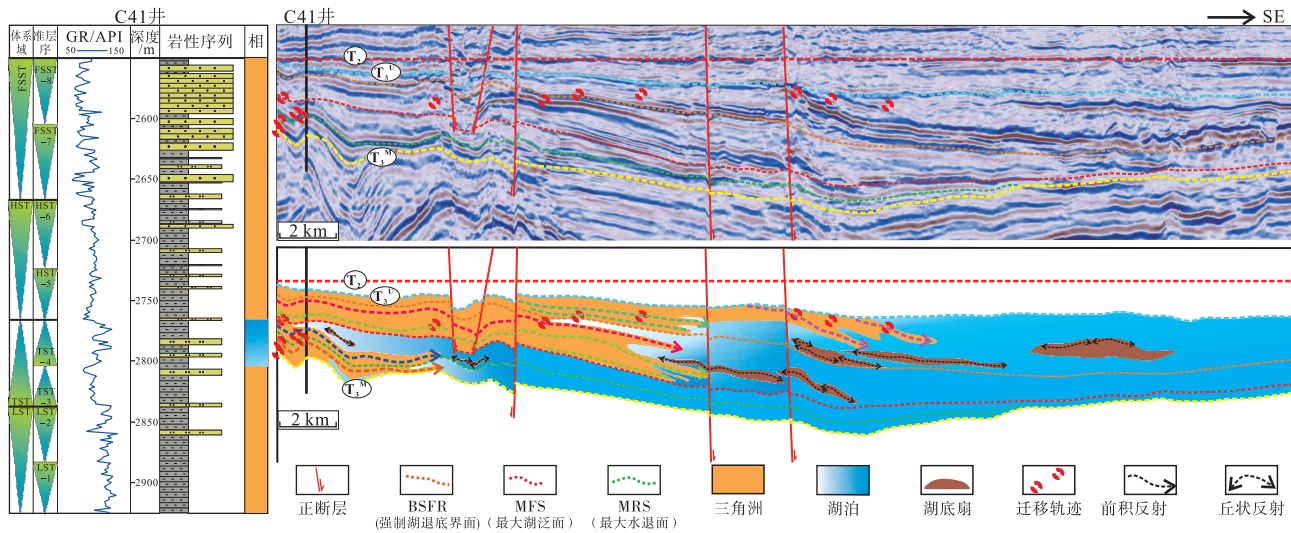 C41井
体系域
准层序
GR/API
50 150
深度/m
岩性序列
相
FSST
FSST
-8
FSST
-7
HST
HST
-6
HST
-5
TST
-4
TST
TST
-3
LST
LST
-2
LST
-1
2600
2650
2700
2750
2800
2850
2900
C41井
SE
T₂
T₃ᵁ
T₃ᴹ
2 km
T₂
T₃ᵁ
T₃ᴹ
2 km
正断层
BSFR
(强制湖退底界面)
MFS
(最大湖泛面)
MRS
(最大水退面)
三角洲
湖泊
湖底扇
迁移轨迹
前积反射
丘状反射